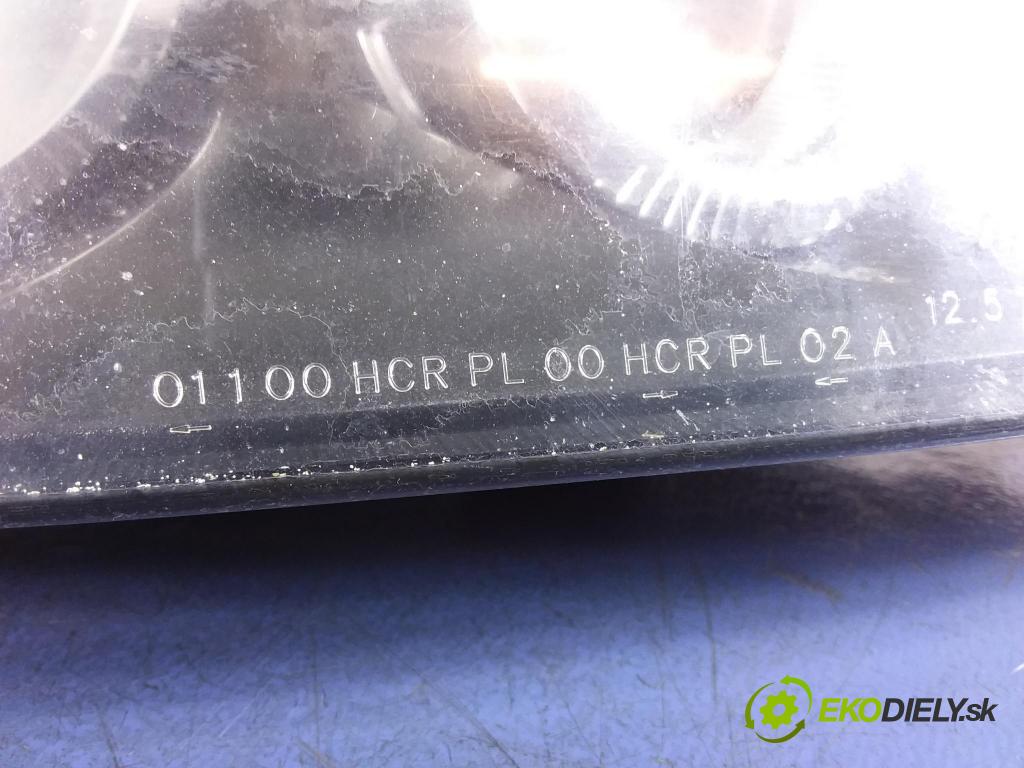 01 1 00 HCR PL 00 HCR PL 02 A 12.5
EKODIELY.sk